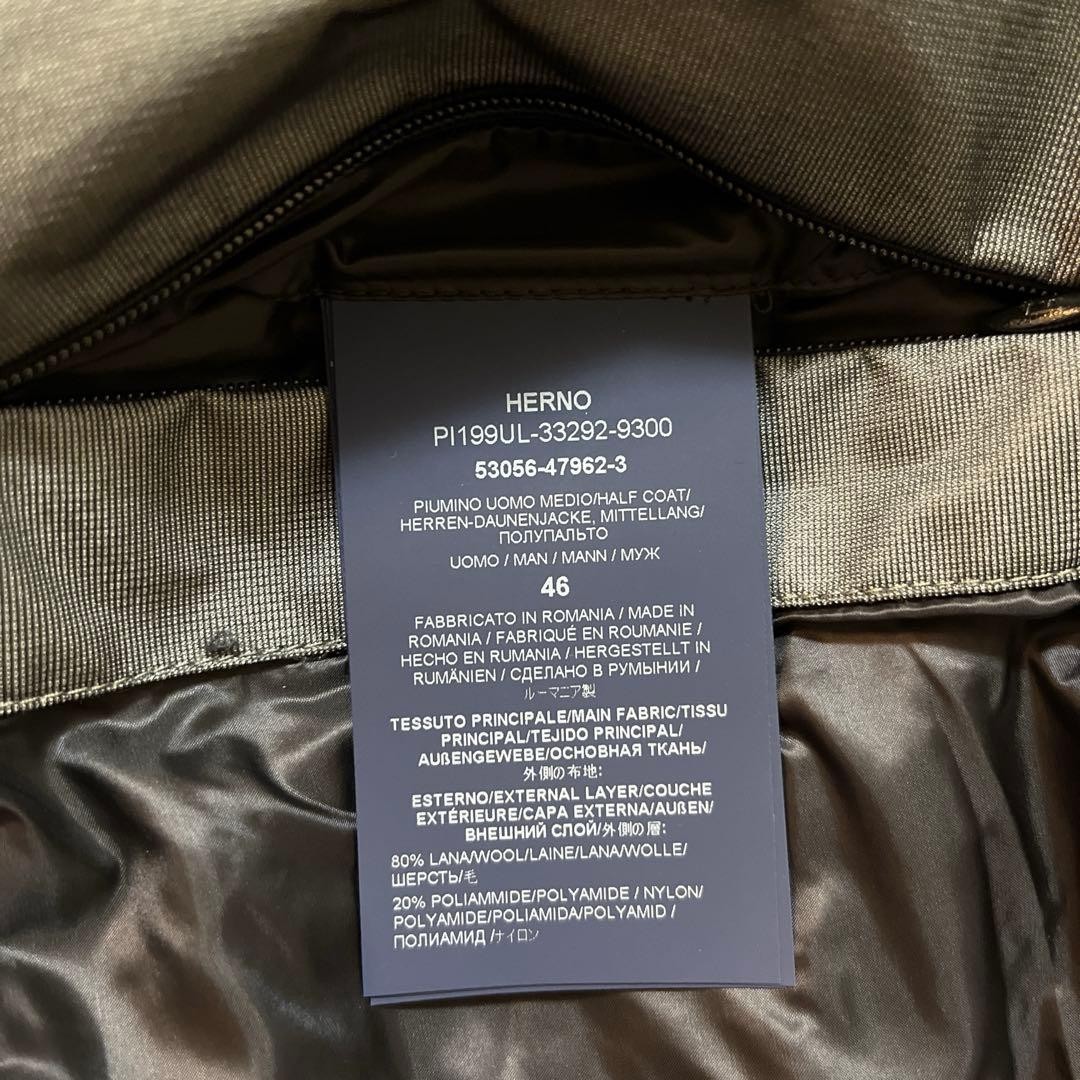 HERNO
PI199UL-33292-9300
53056-47962-3
PIUMINO UOMO MEDIO/HALF COAT/
HERREN-DAUNENJACKE, MITTELLANG/
ПОЛУПАЛЬТО
UOMO / MAN / MANN / МУЖ
46
FABBRICATO IN ROMANIA / MADE IN
ROMANIA / FABRIQUÉ EN ROUMANIE /
HECHO EN RUMANIA / HERGESTELLT IN
RUMÄNIEN / СДЕЛАНО В РУМЫНИИ /
ルーマニア製
TESSUTO PRINCIPALE/MAIN FABRIC/TISSU
PRINCIPAL/TEJIDO PRINCIPAL/
AUßENGEWEBE/ОСНОВНАЯ ТКАНЬ/
外側の布地:
ESTERNO/EXTERNAL LAYER/COUCHE
EXTÉRIEURE/CAPA EXTERNA/AUßEN/
ВНЕШНИЙ СЛОЙ/外側の層:
80% LANA/WOOL/LAINE/LANA/WOLLE/
ШЕРСТЬ/毛
20% POLIAMMIDE/POLYAMIDE / NYLON/
POLYAMIDE/POLIAMIDA/POLYAMID /
ПОЛИАМИД /ナイロン